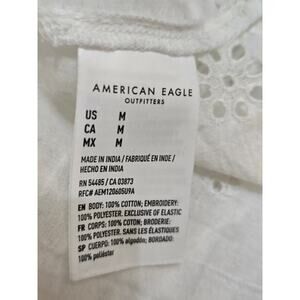 AMERICAN EAGLE
OUTFITTERS
US M
CA M
MX M
MADE IN INDIA / FABRIQUÉ EN INDE /
HECHO EN INDIA
RN 54485 / CA 03873
RFC# AEM120605U9A
EN BODY: 100% COTTON; EMBROIDERY:
100% POLYESTER. EXCLUSIVE OF ELASTIC
FR CORPS: 100% COTON; BRODERIE:
100% POLYESTER. SANS LES ÉLASTIQUES
SP CUERPO: 100% algodón; BORDADO:
100% poliéster